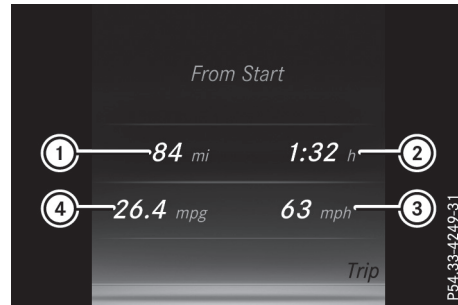 From Start
1 84 mi 1:32 h 2
4 26.4 mpg 63 mph 3
Trip
P54.33-4249-31